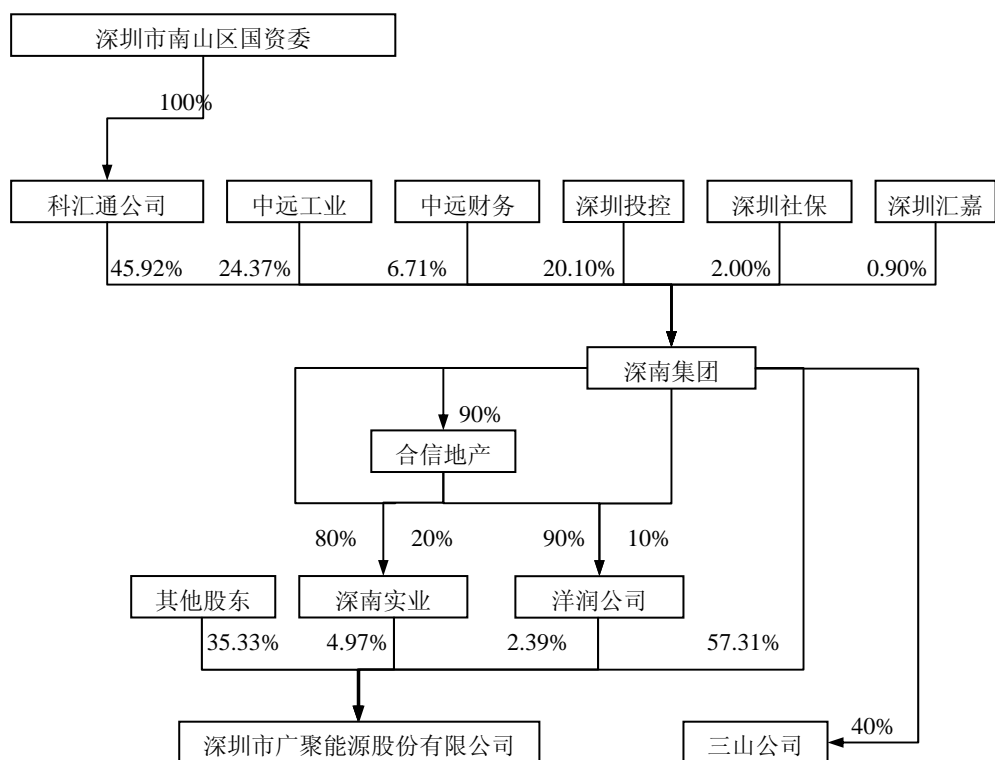 深圳市南山区国资委
100%
科汇通公司
中远工业
中远财务
深圳投控
深圳社保
深圳汇嘉
45.92%
24.37%
6.71%
20.10%
2.00%
0.90%
深南集团
90%
合信地产
80%
20%
90%
10%
其他股东
深南实业
洋润公司
35.33%
4.97%
2.39%
57.31%
深圳市广聚能源股份有限公司
三山公司
40%